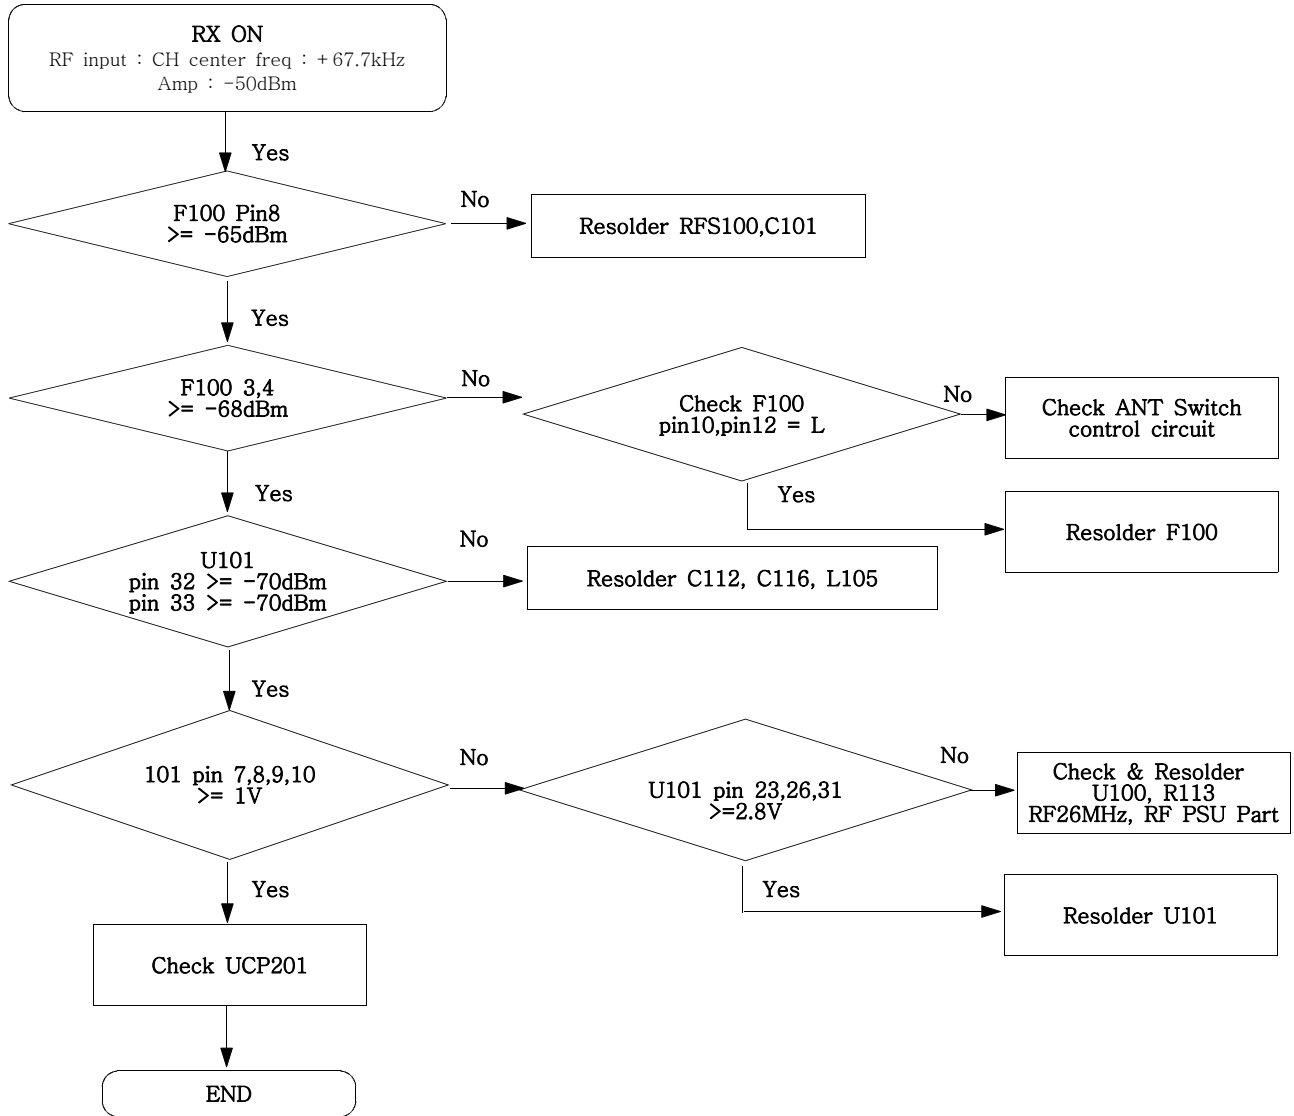 RX ON
RF input : CH center freq : +67.7kHz
Amp : -50dBm
Yes
F100 Pin8
>= -65dBm
No
Resolder RFS100,C101
Yes
F100 3,4
>= -68dBm
No
Check F100
pin10,pin12 = L
No
Check ANT Switch
control circuit
Yes
Resolder F100
Yes
U101
pin 32 >= -70dBm
pin 33 >= -70dBm
No
Resolder C112, C116, L105
Yes
101 pin 7,8,9,10
>= 1V
No
U101 pin 23,26,31
>=2.8V
No
Check & Resolder
U100, R113
RF26MHz, RF PSU Part
Yes
Resolder U101
Yes
Check UCP201
END